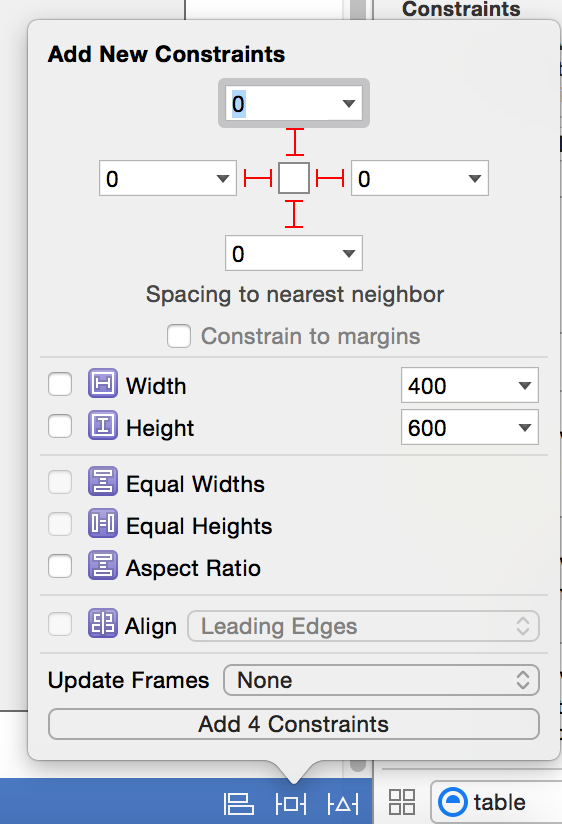 Constraints
Add New Constraints
0
0
0
0
Spacing to nearest neighbor
Constrain to margins
Width 400
Height 600
Equal Widths
Equal Heights
Aspect Ratio
Align Leading Edges
Update Frames None
Add 4 Constraints
table